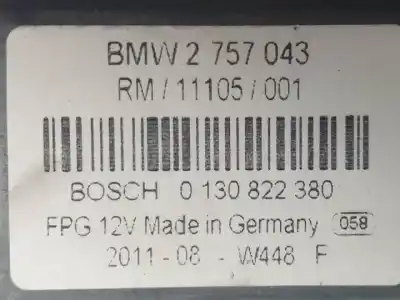 BMW 2 757 043
RM / 11105 / 001
BOSCH 0 130 822 380
FPG 12V Made in Germany 058
2011 - 08 - W448 F